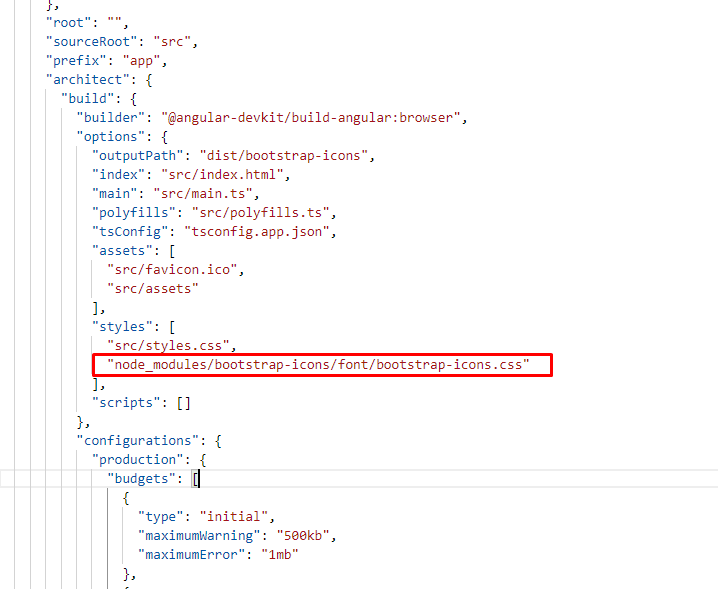 },
"root": "",
"sourceRoot": "src",
"prefix": "app",
"architect": {
"build": {
"builder": "@angular-devkit/build-angular:browser",
"options": {
"outputPath": "dist/bootstrap-icons",
"index": "src/index.html",
"main": "src/main.ts",
"polyfills": "src/polyfills.ts",
"tsConfig": "tsconfig.app.json",
"assets": [
"src/favicon.ico",
"src/assets"
],
"styles": [
"src/styles.css",
"node_modules/bootstrap-icons/font/bootstrap-icons.css"
],
"scripts": []
},
"configurations": {
"production": {
"budgets": [
{
"type": "initial",
"maximumWarning": "500kb",
"maximumError": "1mb"
},